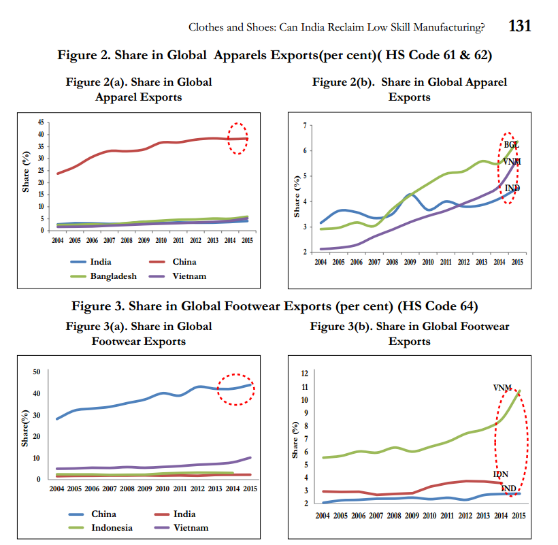 Clothes and Shoes: Can India Reclaim Low Skill Manufacturing? 131
Figure 2. Share in Global Apparels Exports(per cent)( HS Code 61 & 62)
Figure 2(a). Share in Global
Apparel Exports
45
40
35
30
25
20
15
10
5
0
Share (%)
2004 2005 2006 2007 2008 2009 2010 2011 2012 2013 2014 2015
India China
Bangladesh Vietnam
Figure 2(b). Share in Global Apparel
Exports
7
6
5
4
3
2
Share (%)
BGL
VNM
IND
2004 2005 2006 2007 2008 2009 2010 2011 2012 2013 2014 2015
Figure 3. Share in Global Footwear Exports (per cent) (HS Code 64)
Figure 3(a). Share in Global
Footwear Exports
50
40
30
20
10
0
Share(%)
2004 2005 2006 2007 2008 2009 2010 2011 2012 2013 2014 2015
China India
Indonesia Vietnam
Figure 3(b). Share in Global Footwear
Exports
12
11
10
9
8
7
6
5
4
3
2
Share (%)
VNM
IDN
IND
2004 2005 2006 2007 2008 2009 2010 2011 2012 2013 2014 2015